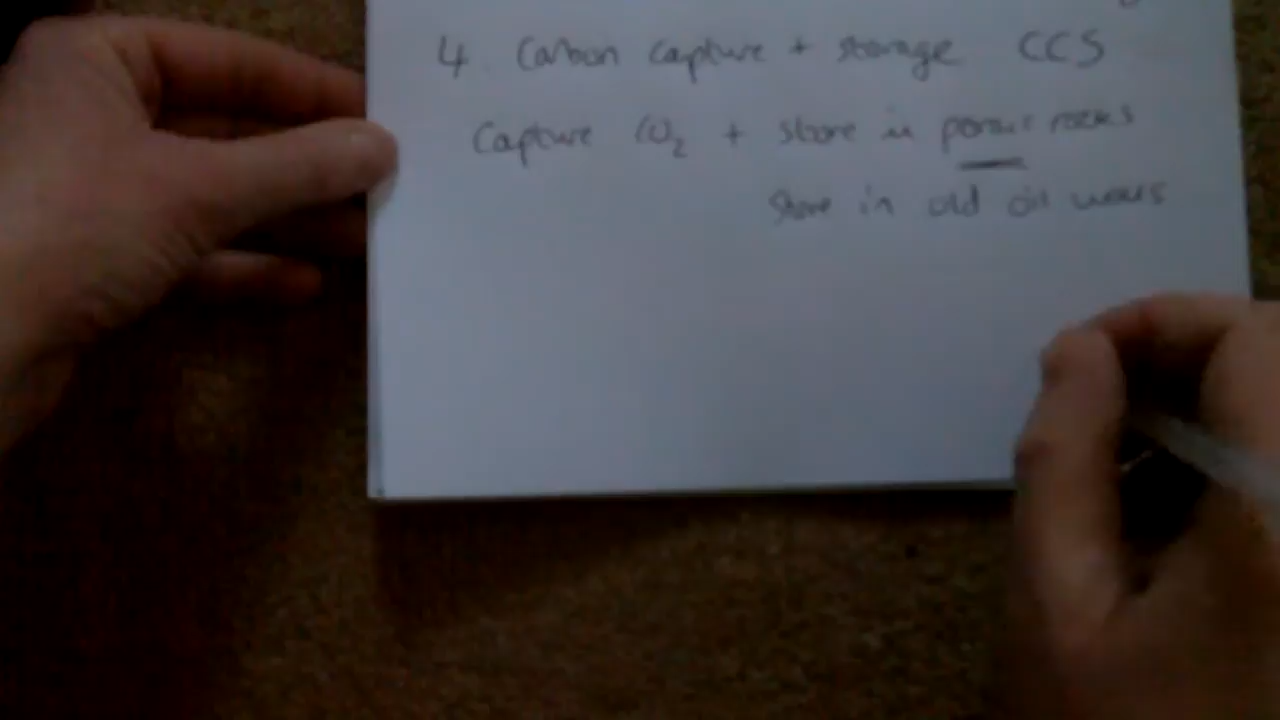 4. Carbon capture + storage CCS
Capture CO2 + store in porous rocks
Store in old oil wells